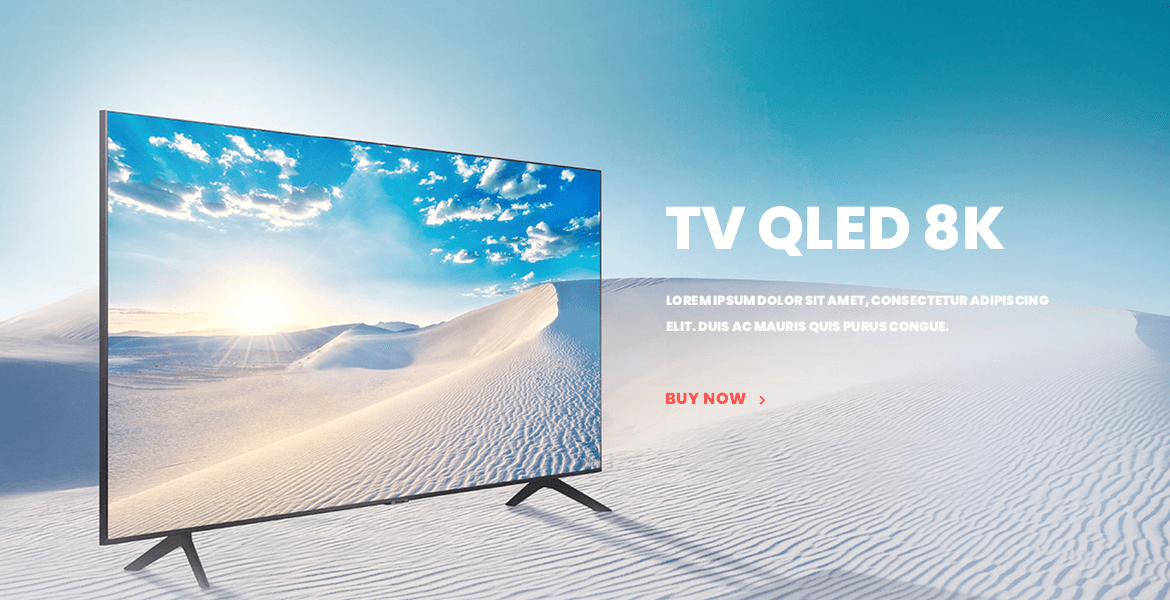 TV QLED 8K
LOREM IPSUM DOLOR SIT AMET, CONSECTETUR ADIPISCING
ELIT. DUIS AC MAURIS QUIS PURUS CONGUE.
BUY NOW >